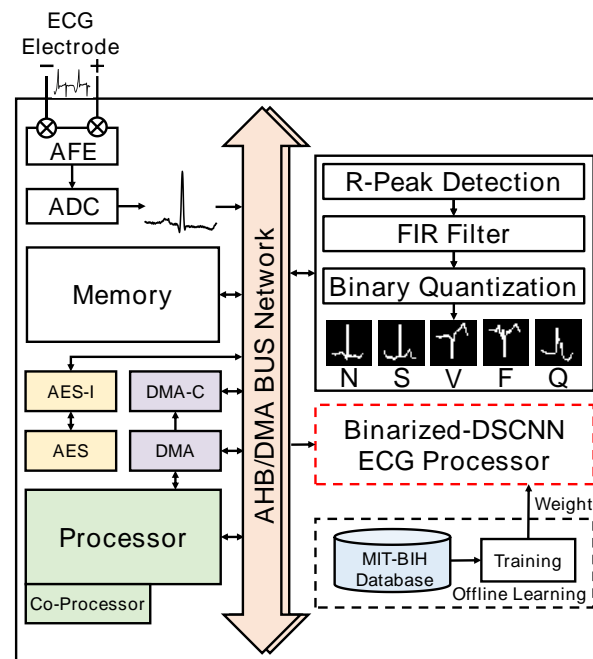 ECG
Electrode
− +
AFE
ADC
Memory
AES-I
DMA-C
AES
DMA
Processor
Co-Processor
AHB/DMA BUS Network
R-Peak Detection
FIR Filter
Binary Quantization
N S V F Q
Binarized-DSCNN
ECG Processor
Weight
MIT-BIH
Database
Training
Offline Learning